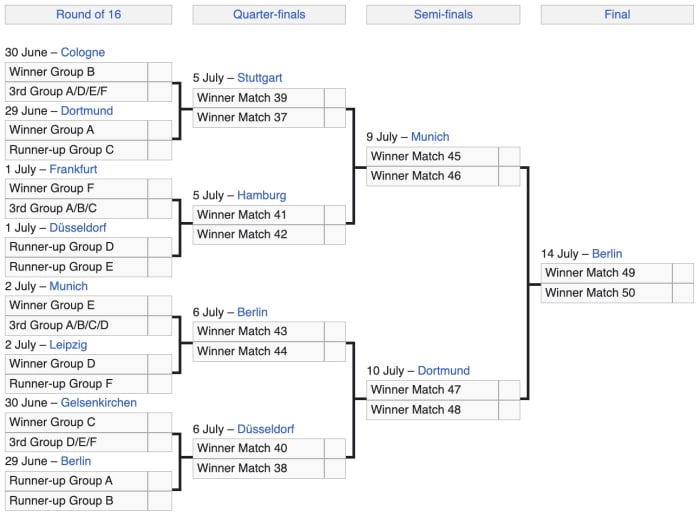 Round of 16
Quarter-finals
Semi-finals
Final
30 June – Cologne
Winner Group B
3rd Group A/D/E/F
29 June – Dortmund
Winner Group A
Runner-up Group C
1 July – Frankfurt
Winner Group F
3rd Group A/B/C
1 July – Düsseldorf
Runner-up Group D
Runner-up Group E
2 July – Munich
Winner Group E
3rd Group A/B/C/D
2 July – Leipzig
Winner Group D
Runner-up Group F
30 June – Gelsenkirchen
Winner Group C
3rd Group D/E/F
29 June – Berlin
Runner-up Group A
Runner-up Group B
5 July – Stuttgart
Winner Match 39
Winner Match 37
5 July – Hamburg
Winner Match 41
Winner Match 42
6 July – Berlin
Winner Match 43
Winner Match 44
6 July – Düsseldorf
Winner Match 40
Winner Match 38
9 July – Munich
Winner Match 45
Winner Match 46
10 July – Dortmund
Winner Match 47
Winner Match 48
14 July – Berlin
Winner Match 49
Winner Match 50